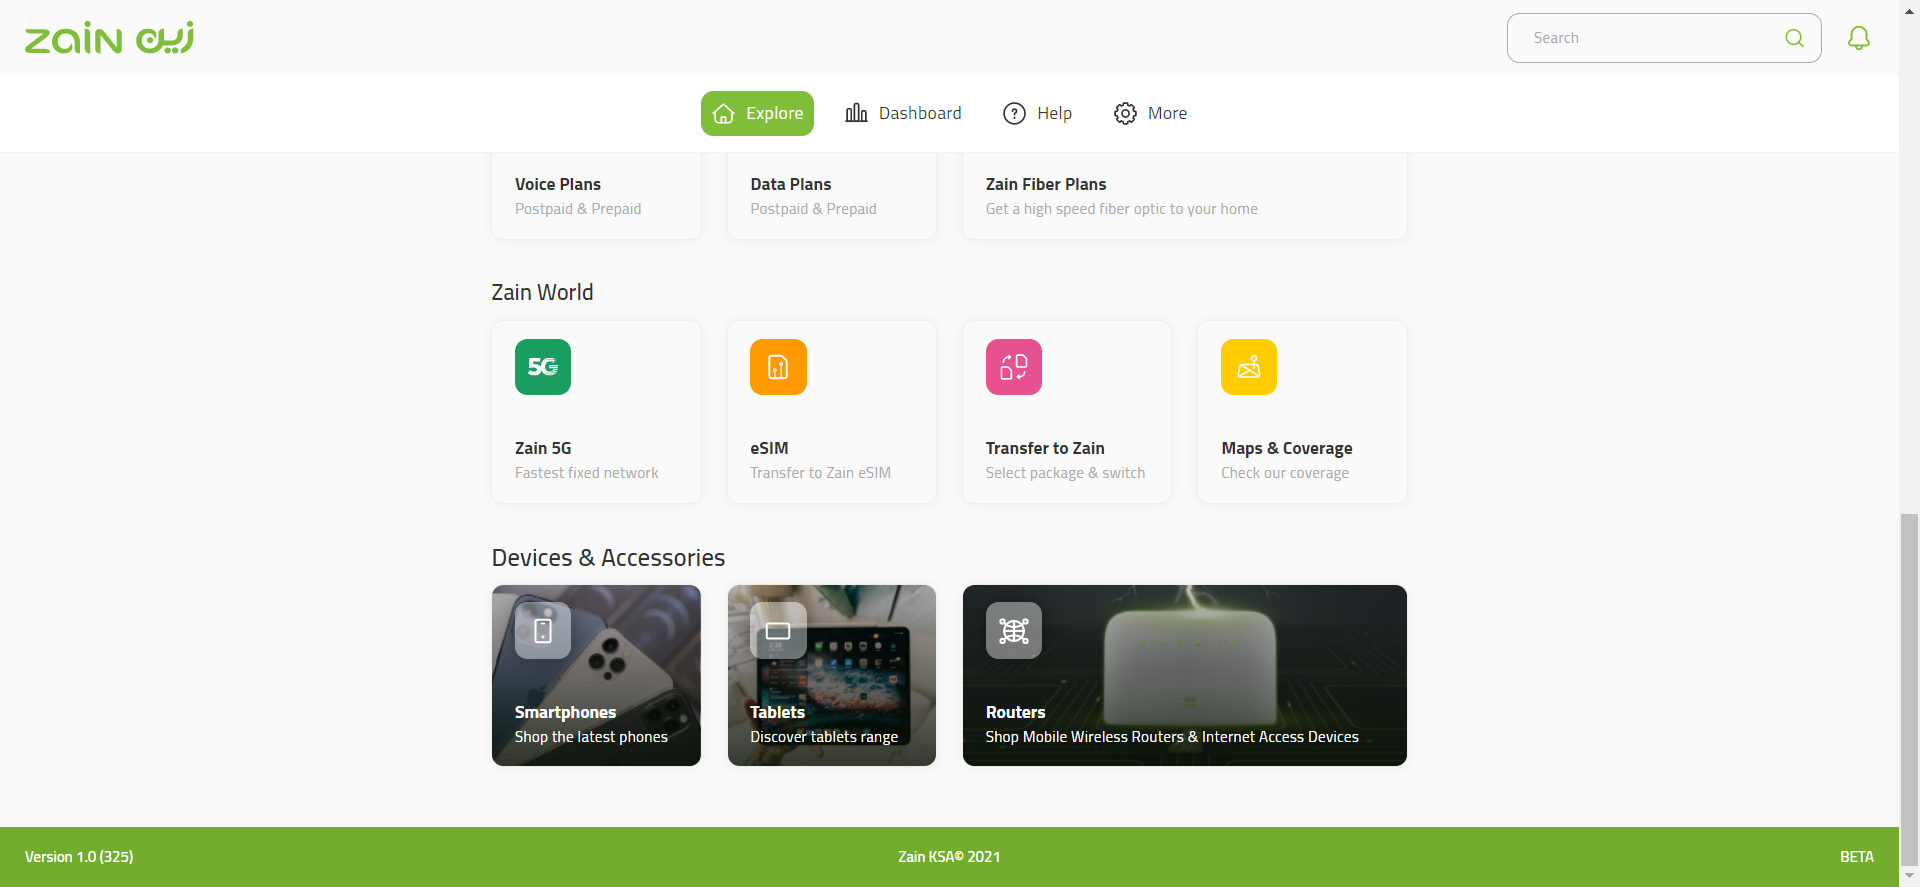 zain زين
Search
Explore
Dashboard
Help
More
Voice Plans
Postpaid & Prepaid
Data Plans
Postpaid & Prepaid
Zain Fiber Plans
Get a high speed fiber optic to your home
Zain World
5G
Zain 5G
Fastest fixed network
eSIM
Transfer to Zain eSIM
Transfer to Zain
Select package & switch
Maps & Coverage
Check our coverage
Devices & Accessories
Smartphones
Shop the latest phones
Tablets
Discover tablets range
Routers
Shop Mobile Wireless Routers & Internet Access Devices
Version 1.0 (325)
Zain KSA© 2021
BETA